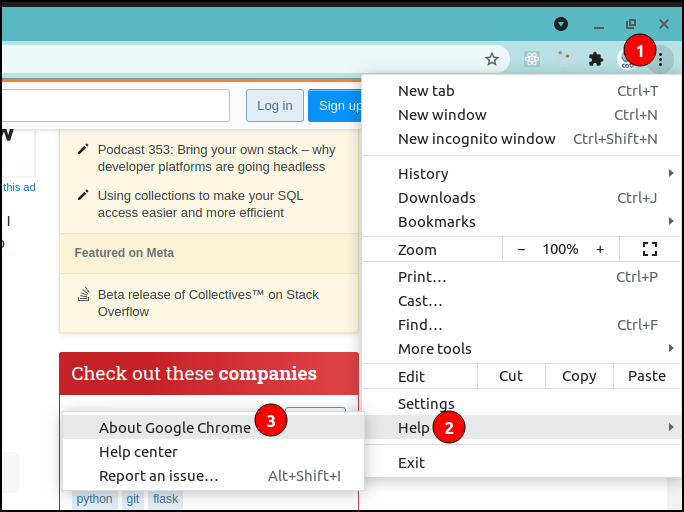 1
Log in
Sign up
w
this ad
I
Podcast 353: Bring your own stack – why
developer platforms are going headless
Using collections to make your SQL
access easier and more efficient
Featured on Meta
Beta release of Collectives™ on Stack
Overflow
Check out these companies
python git flask
New tab Ctrl+T
New window Ctrl+N
New incognito window Ctrl+Shift+N
History
Downloads Ctrl+J
Bookmarks
Zoom − 100% +
Print… Ctrl+P
Cast…
Find… Ctrl+F
More tools
Edit Cut Copy Paste
Settings
Help 2
Exit
About Google Chrome 3
Help center
Report an issue… Alt+Shift+I